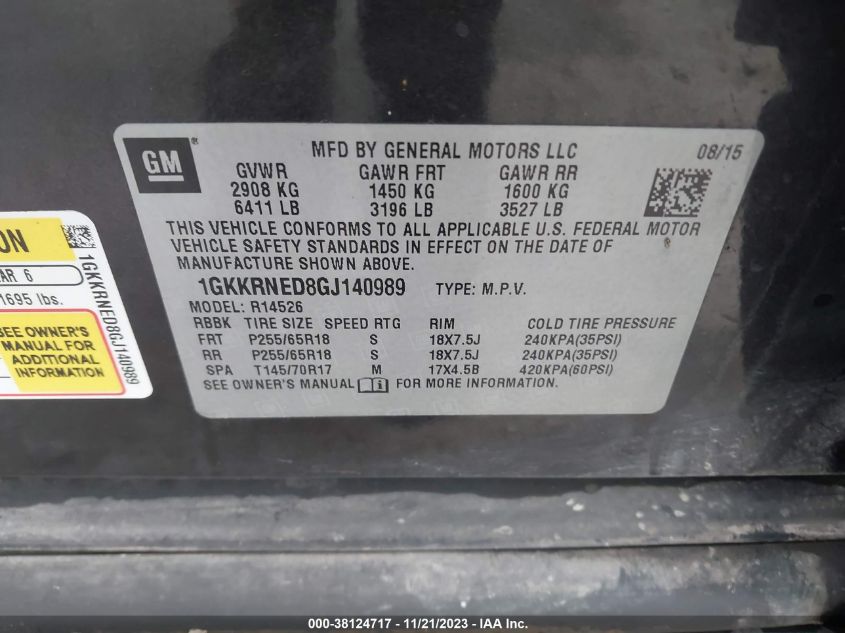 GM
®
MFD BY GENERAL MOTORS LLC 08/15
GVWR GAWR FRT GAWR RR
2908 KG 1450 KG 1600 KG
6411 LB 3196 LB 3527 LB
THIS VEHICLE CONFORMS TO ALL APPLICABLE U.S. FEDERAL MOTOR
VEHICLE SAFETY STANDARDS IN EFFECT ON THE DATE OF
MANUFACTURE SHOWN ABOVE.
1GKKRNED8GJ140989 TYPE: M.P.V.
MODEL: R14526
RBBK TIRE SIZE SPEED RTG RIM COLD TIRE PRESSURE
FRT P255/65R18 S 18X7.5J 240KPA(35PSI)
RR P255/65R18 S 18X7.5J 240KPA(35PSI)
SPA T145/70R17 M 17X4.5B 420KPA(60PSI)
SEE OWNER'S MANUAL FOR MORE INFORMATION.
ON
AR 6
1695 lbs.
SEE OWNER'S
MANUAL FOR
ADDITIONAL
INFORMATION
1GKKRNED8GJ140989
000-38124717 - 11/21/2023 - IAA Inc.